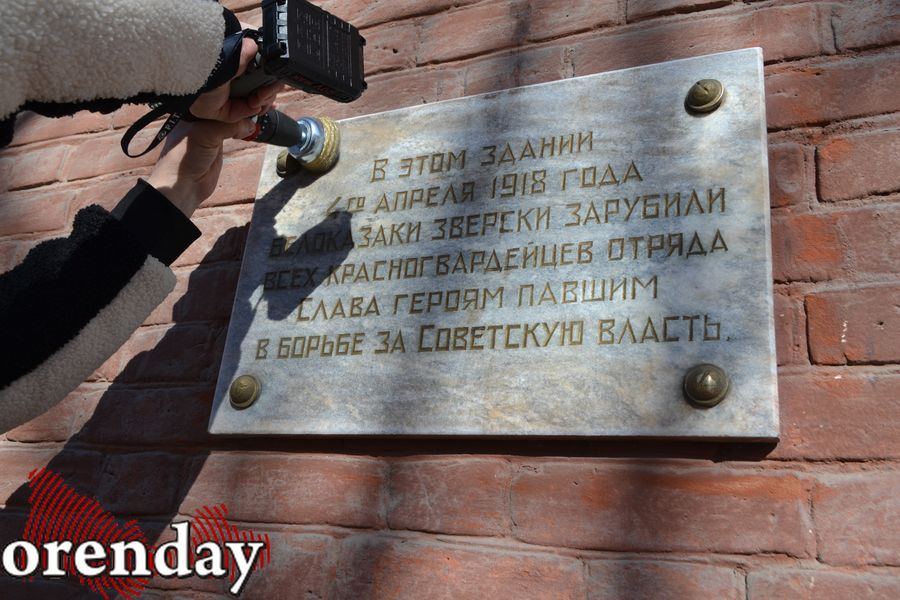 В ЭТОМ ЗДАНИИ
4ГО АПРЕЛЯ 1918 ГОДА
БЕЛОКАЗАКИ ЗВЕРСКИ ЗАРУБИЛИ
ВСЕХ КРАСНОГВАРДЕЙЦЕВ ОТРЯДА
СЛАВА ГЕРОЯМ ПАВШИМ
В БОРЬБЕ ЗА СОВЕТСКУЮ ВЛАСТЬ.
orenday